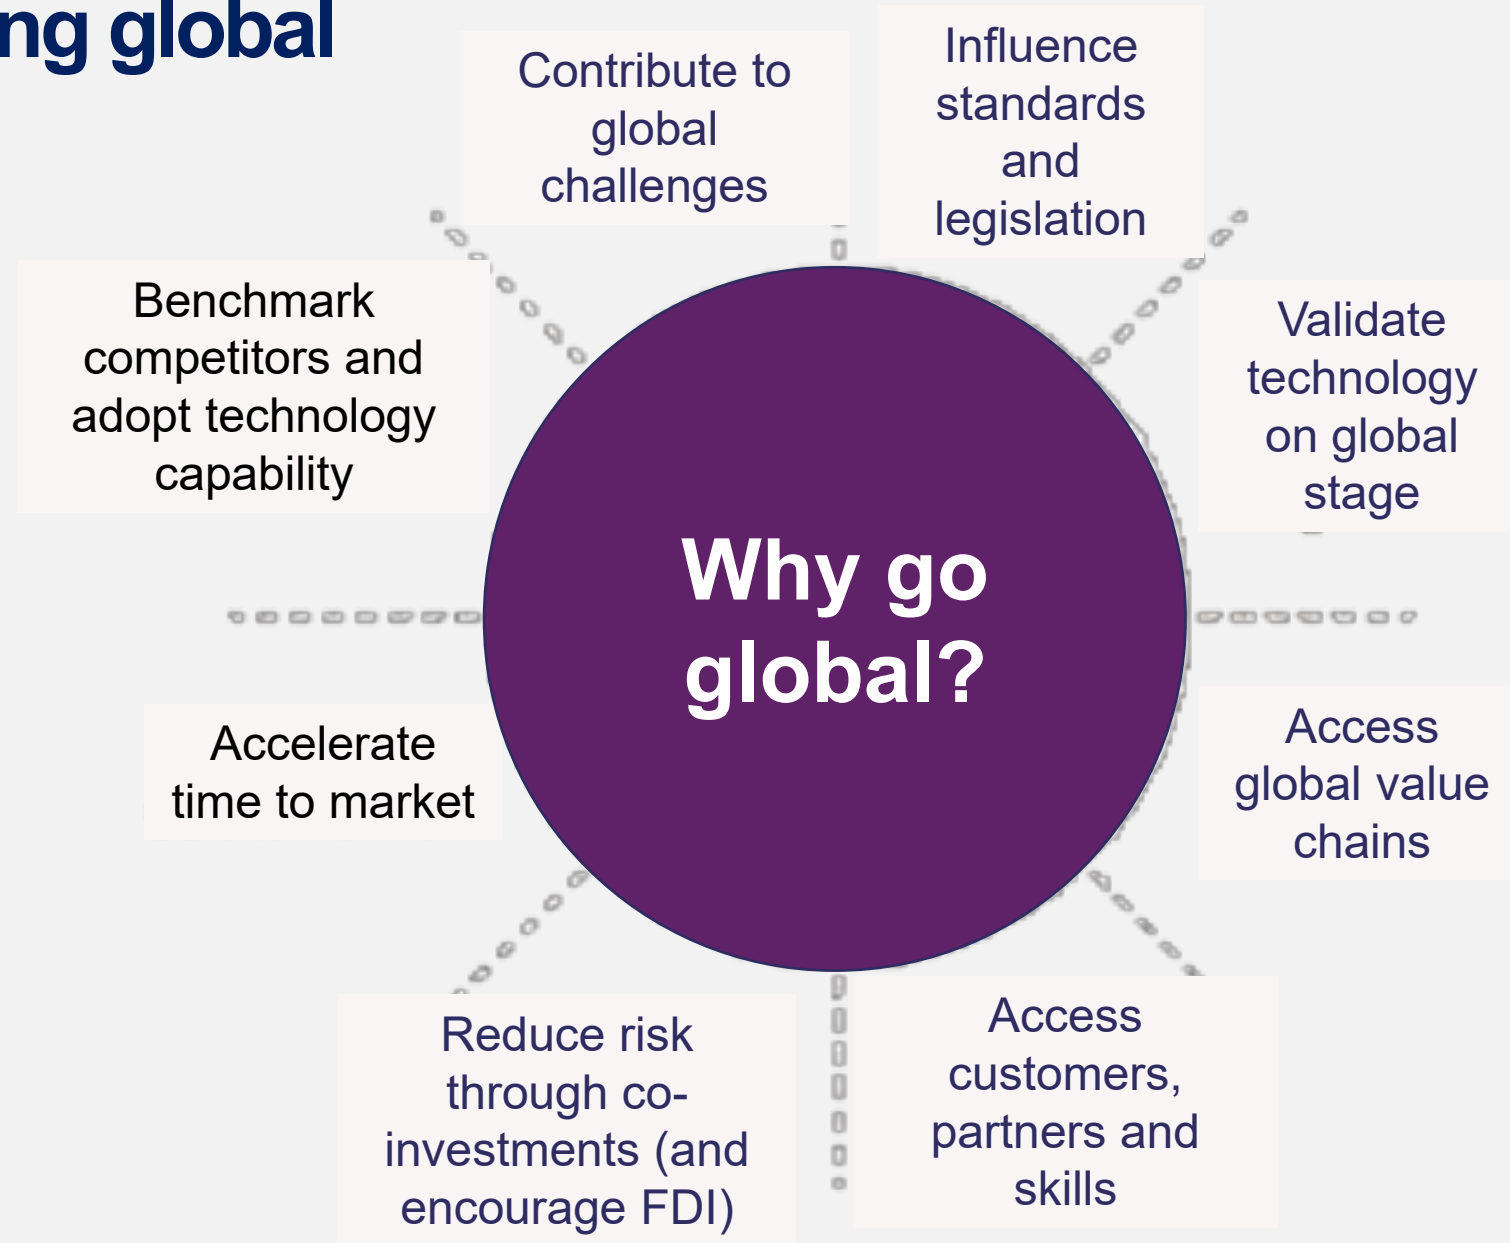 ng global
Contribute to
global
challenges
Influence
standards
and
legislation
Benchmark
competitors and
adopt technology
capability
Validate
technology
on global
stage
Why go
global?
Accelerate
time to market
Access
global value
chains
Reduce risk
through co-
investments (and
encourage FDI)
Access
customers,
partners and
skills